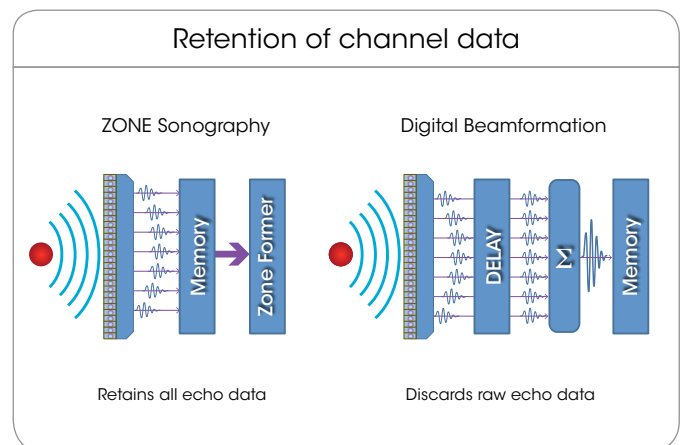 Retention of channel data
ZONE Sonography
Digital Beamformation
Memory
Zone Former
DELAY
Σ
Memory
Retains all echo data
Discards raw echo data